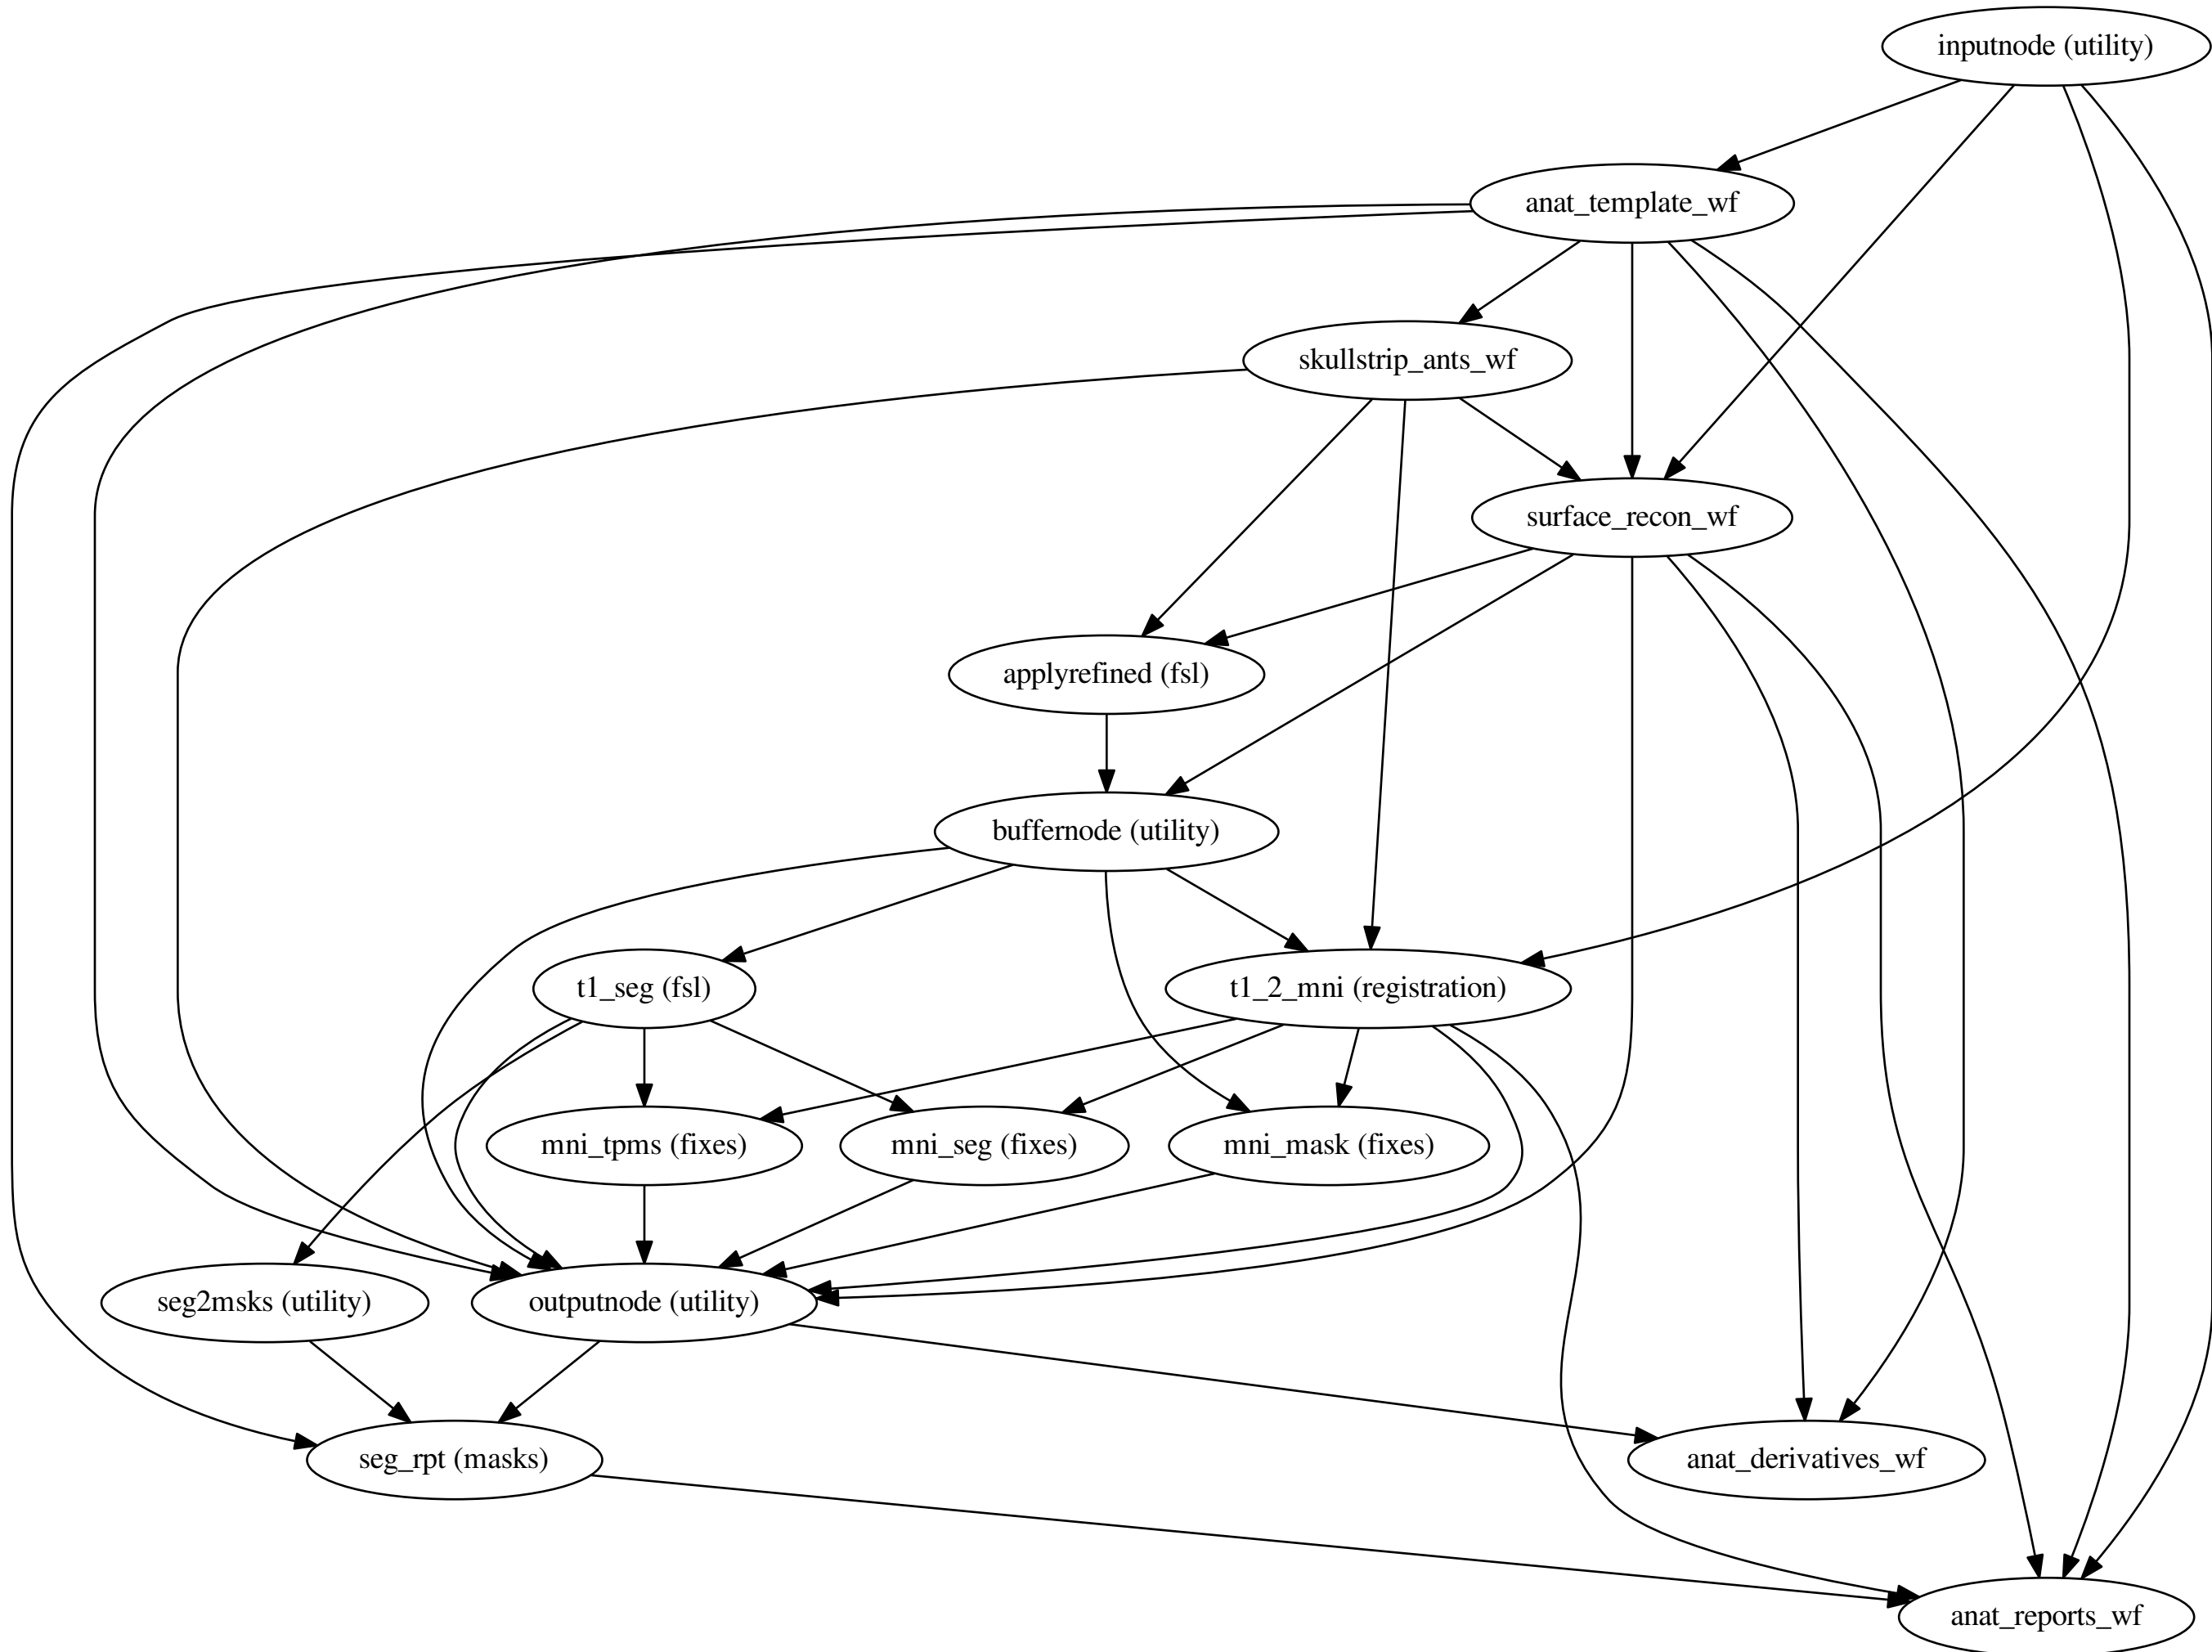 inputnode (utility)
anat_template_wf
skullstrip_ants_wf
surface_recon_wf
applyrefined (fsl)
buffernode (utility)
t1_seg (fsl)
t1_2_mni (registration)
mni_tpms (fixes)
mni_seg (fixes)
mni_mask (fixes)
seg2msks (utility)
outputnode (utility)
seg_rpt (masks)
anat_derivatives_wf
anat_reports_wf